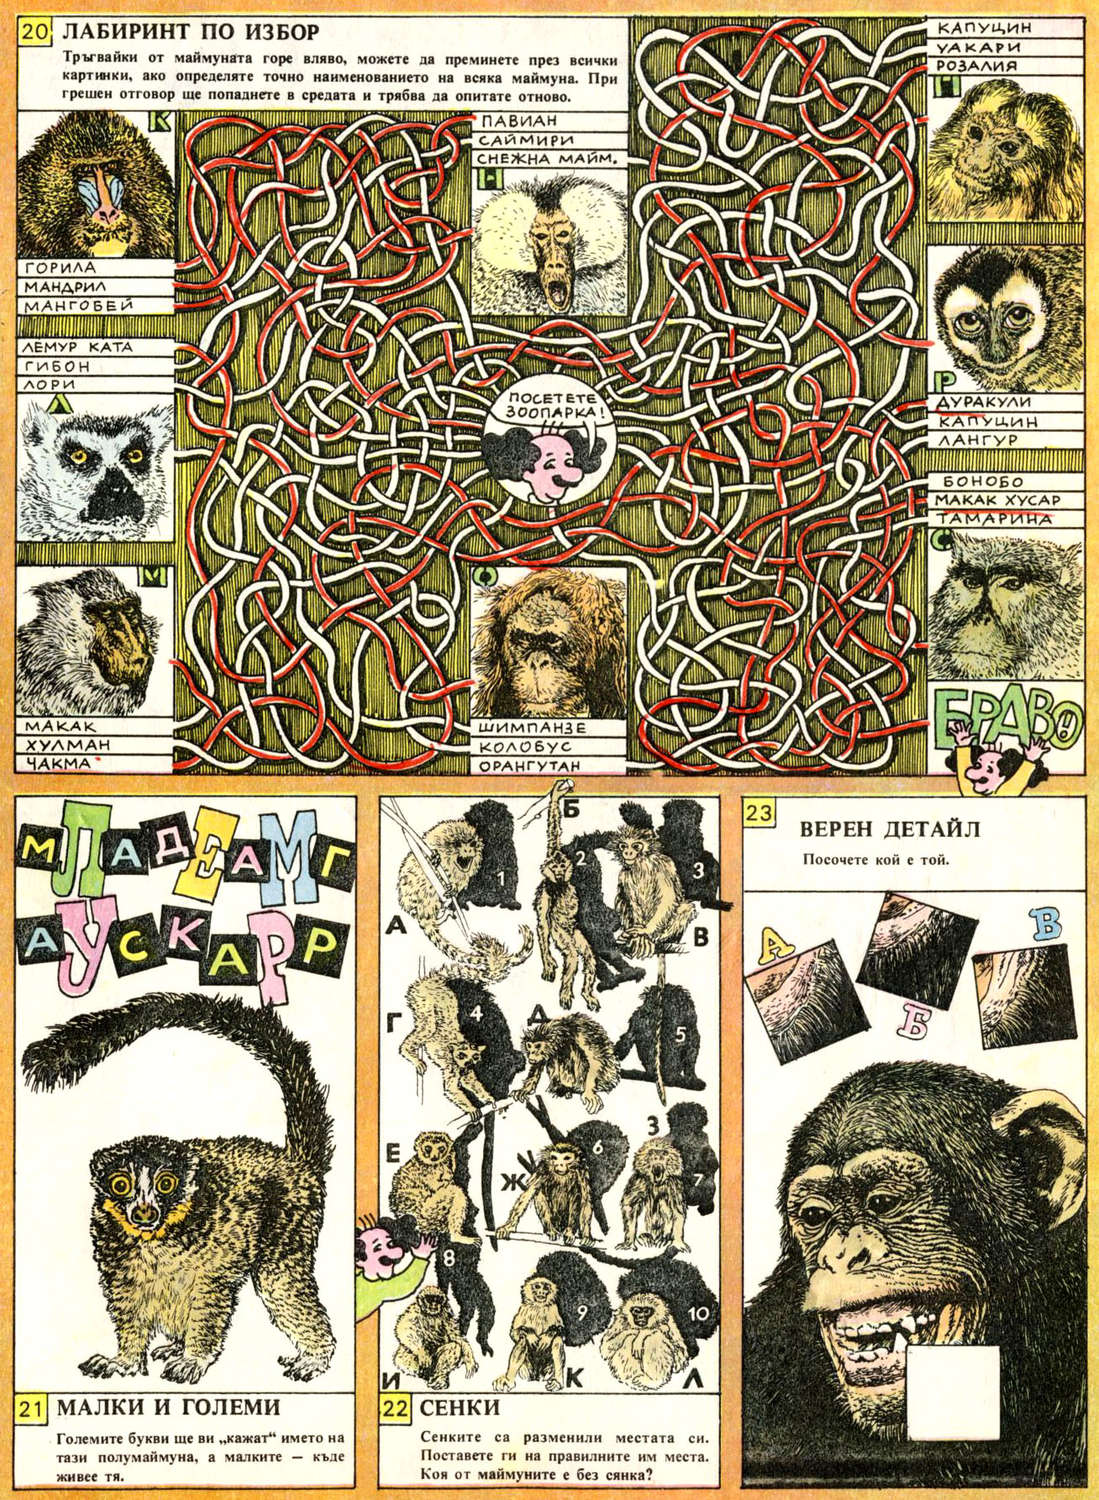 20 ЛАБИРИНТ ПО ИЗБОР
Тръгвайки от маймуната горе вляво, можете да преминете през всички
картинки, ако определяте точно наименованието на всяка маймуна. При
грешен отговор ще попаднете в средата и трябва да опитате отново.
К
ГОРИЛА
МАНДРИЛ
МАНГОБЕЙ
ЛЕМУР КАТА
ГИБОН
ЛОРИ
Л
М
МАКАК
ХУЛМАН
ЧАКМА
ПАВИАН
САЙМИРИ
СНЕЖНА МАЙМ.
Н
ПОСЕТЕТЕ
ЗООПАРКА!
О
ШИМПАНЗЕ
КОЛОБУС
ОРАНГУТАН
КАПУЦИН
УАКАРИ
РОЗАЛИЯ
П
Р
ДУРАКУЛИ
КАПУЦИН
ЛАНГУР
БОНОБО
МАКАК ХУСАР
ТАМАРИНА
С
БРАВО!
МЛАДЕАМГ
АУСКАРР
21 МАЛКИ И ГОЛЕМИ
Големите букви ще ви „кажат“ името на
тази полумаймуна, а малките — къде
живее тя.
А
1
Б
2
3
В
Г
4
Д
5
Е
6
Ж
З
7
8
И
9
К
10
Л
22 СЕНКИ
Сенките са разменили местата си.
Поставете ги на правилните им места.
Коя от маймуните е без сянка?
23 ВЕРЕН ДЕТАЙЛ
Посочете кой е той.
А
Б
В